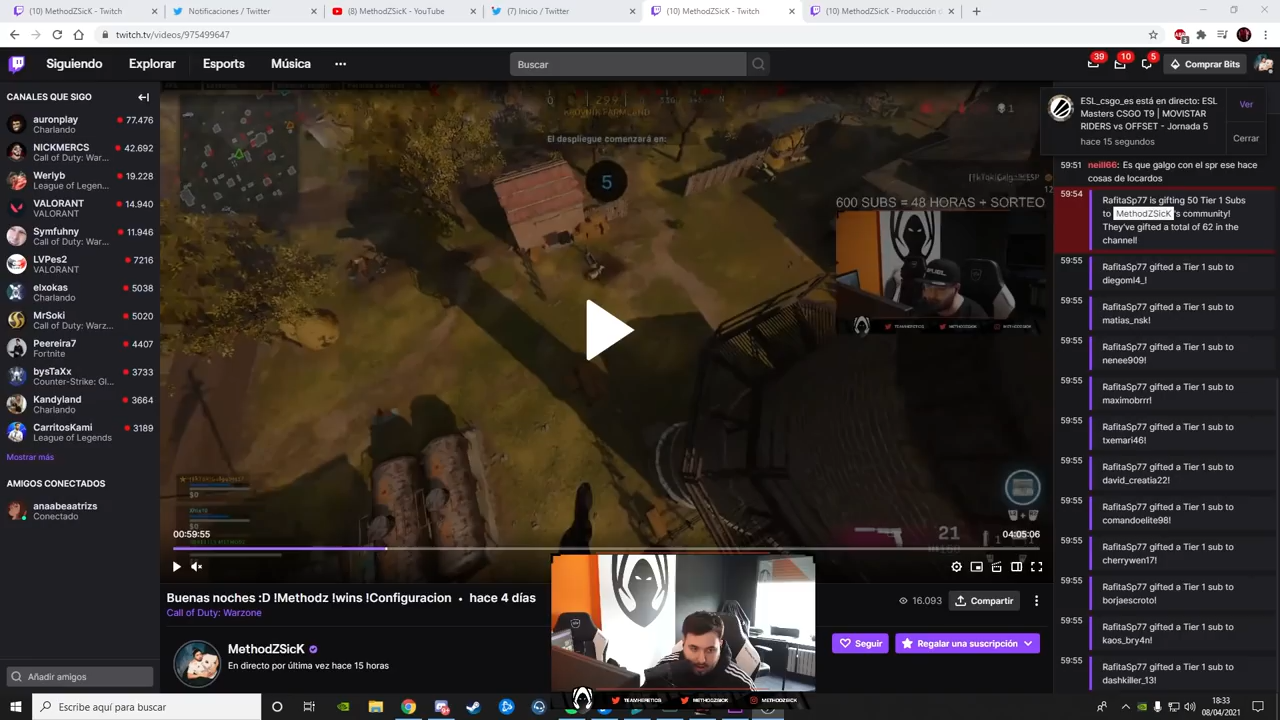 (10) MethodZSicK - Twitch
Notificaciones / Twitter
(8) MethodZSicK - YouTube
(7) Inicio / Twitter
(10) MethodZSicK - Twitch
(10) MethodZSicK - Producción d
twitch.tv/videos/975499647
Siguiendo
Explorar
Esports
Música
Buscar
39
10
5
Comprar Bits
CANALES QUE SIGO
auronplay
77.476
Charlando
NICKMERCS
42.692
Call of Duty: War...
Werlyb
19.228
League of Legen...
VALORANT
14.940
VALORANT
Symfuhny
11.946
Call of Duty: War...
LVPes2
7216
VALORANT
elxokas
5038
Charlando
MrSoki
5020
Call of Duty: Warz...
Peereira7
4407
Fortnite
bysTaXx
3733
Counter-Strike: Gl...
Kandyland
3664
Charlando
CarritosKami
3189
League of Legends
Mostrar más
AMIGOS CONECTADOS
anaabeaatrizs
Conectado
Añadir amigos
299
El despliegue comenzará en:
5
600 SUBS = 48 HORAS + SORTEO
TEAMHERETICS
METHODZSICK
METHODZSICK
21
$0
$0
00:59:55
04:05:06
Buenas noches :D !Methodz !wins !Configuracion • hace 4 días
Call of Duty: Warzone
16.093
Compartir
MethodZSicK
En directo por última vez hace 15 horas
Seguir
Regalar una suscripción
TEAMHERETICS
METHODZSICK
METHODZSICK
ESL_csgo_es está en directo: ESL
Masters CSGO T9 | MOVISTAR
RIDERS vs OFFSET - Jornada 5
hace 15 segundos
Ver
Cerrar
59:51 neill66: Es que galgo con el spr ese hace
cosas de locardos
59:54
RafitaSp77 is gifting 50 Tier 1 Subs
to MethodZSicK's community!
They've gifted a total of 62 in the
channel!
59:55
RafitaSp77 gifted a Tier 1 sub to
diegoml4_!
59:55
RafitaSp77 gifted a Tier 1 sub to
matias_nsk!
59:55
RafitaSp77 gifted a Tier 1 sub to
nenee909!
59:55
RafitaSp77 gifted a Tier 1 sub to
maximobrrr!
59:55
RafitaSp77 gifted a Tier 1 sub to
txemari46!
59:55
RafitaSp77 gifted a Tier 1 sub to
david_creatia22!
59:55
RafitaSp77 gifted a Tier 1 sub to
comandoelite98!
59:55
RafitaSp77 gifted a Tier 1 sub to
cherrywen17!
59:55
RafitaSp77 gifted a Tier 1 sub to
borjaescroto!
59:55
RafitaSp77 gifted a Tier 1 sub to
kaos_bry4n!
59:55
RafitaSp77 gifted a Tier 1 sub to
dashkiller_13!
Escribe aquí para buscar
18:33
08/04/2021